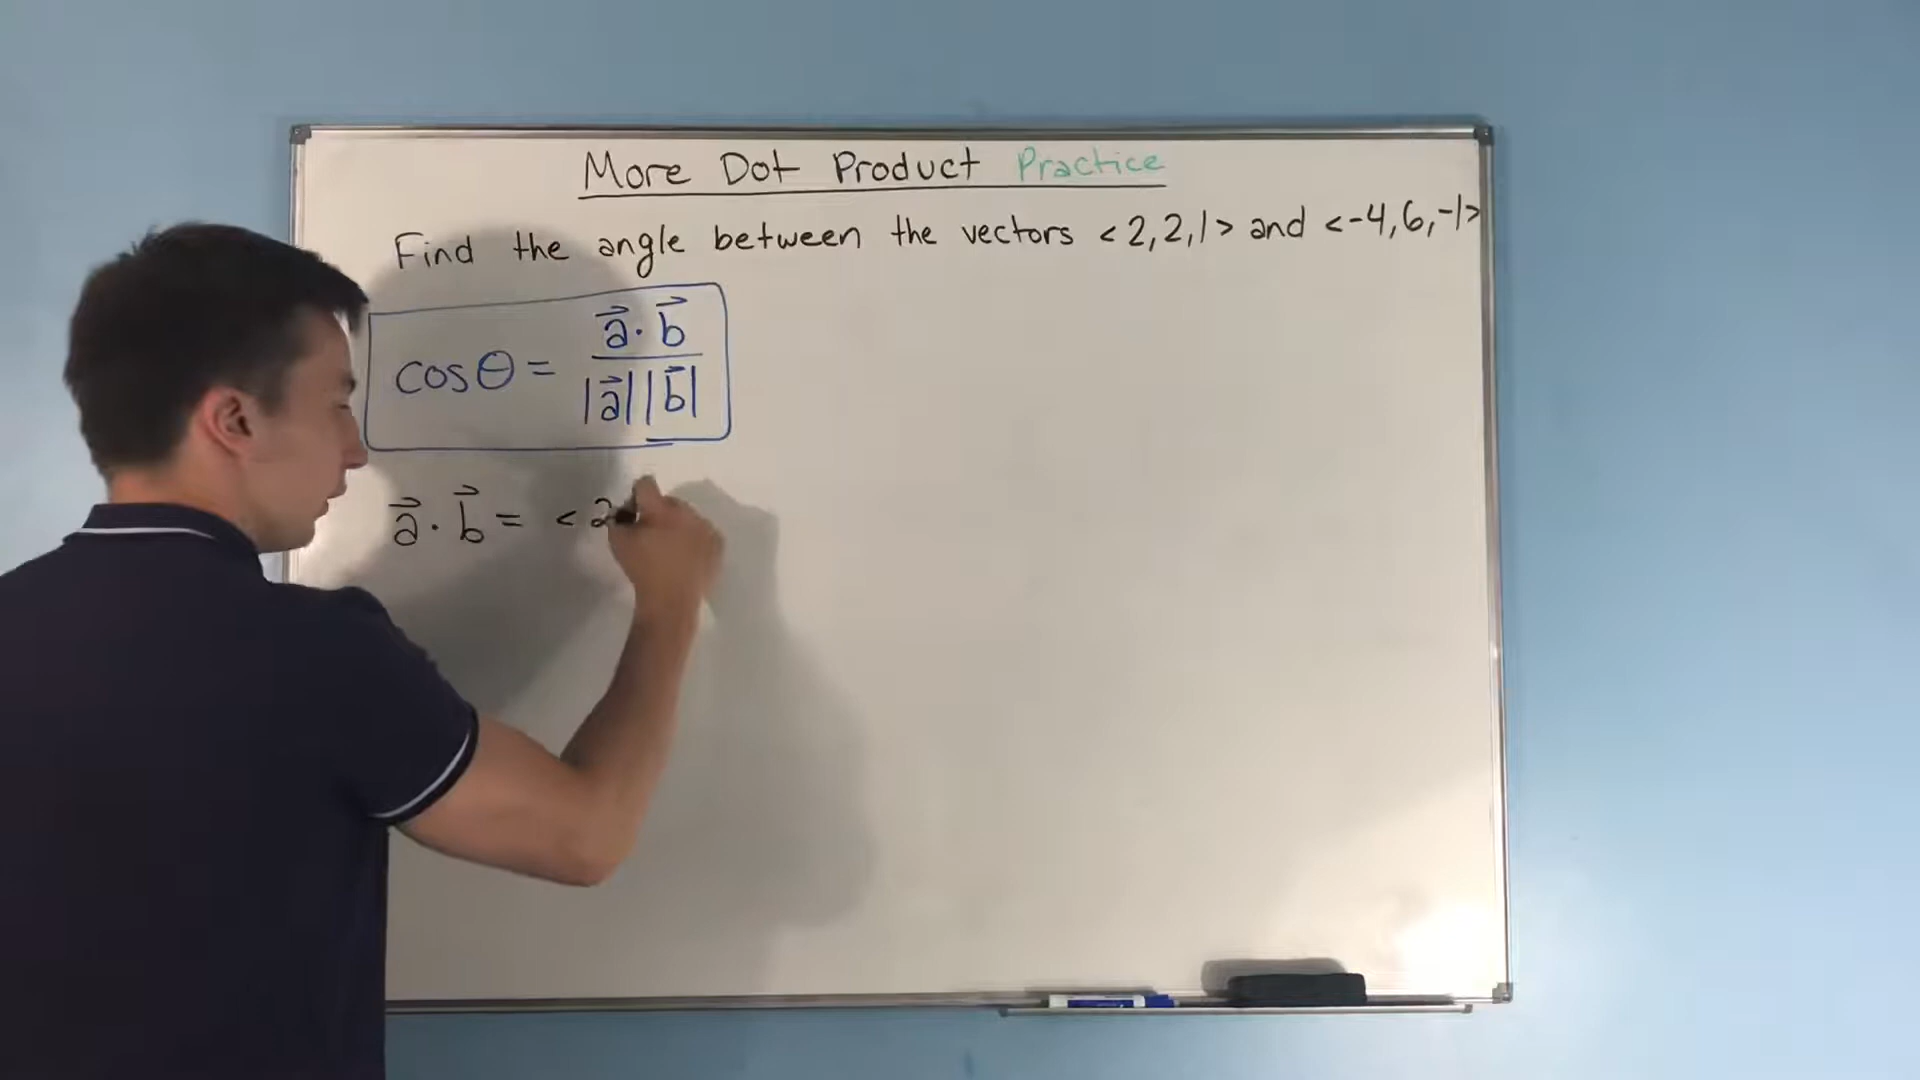 More Dot Product Practice
Find the angle between the vectors <2,2,1> and <-4,6,-1>
cosθ = a⃗·b⃗ / |a⃗||b⃗|
a⃗·b⃗ = <2